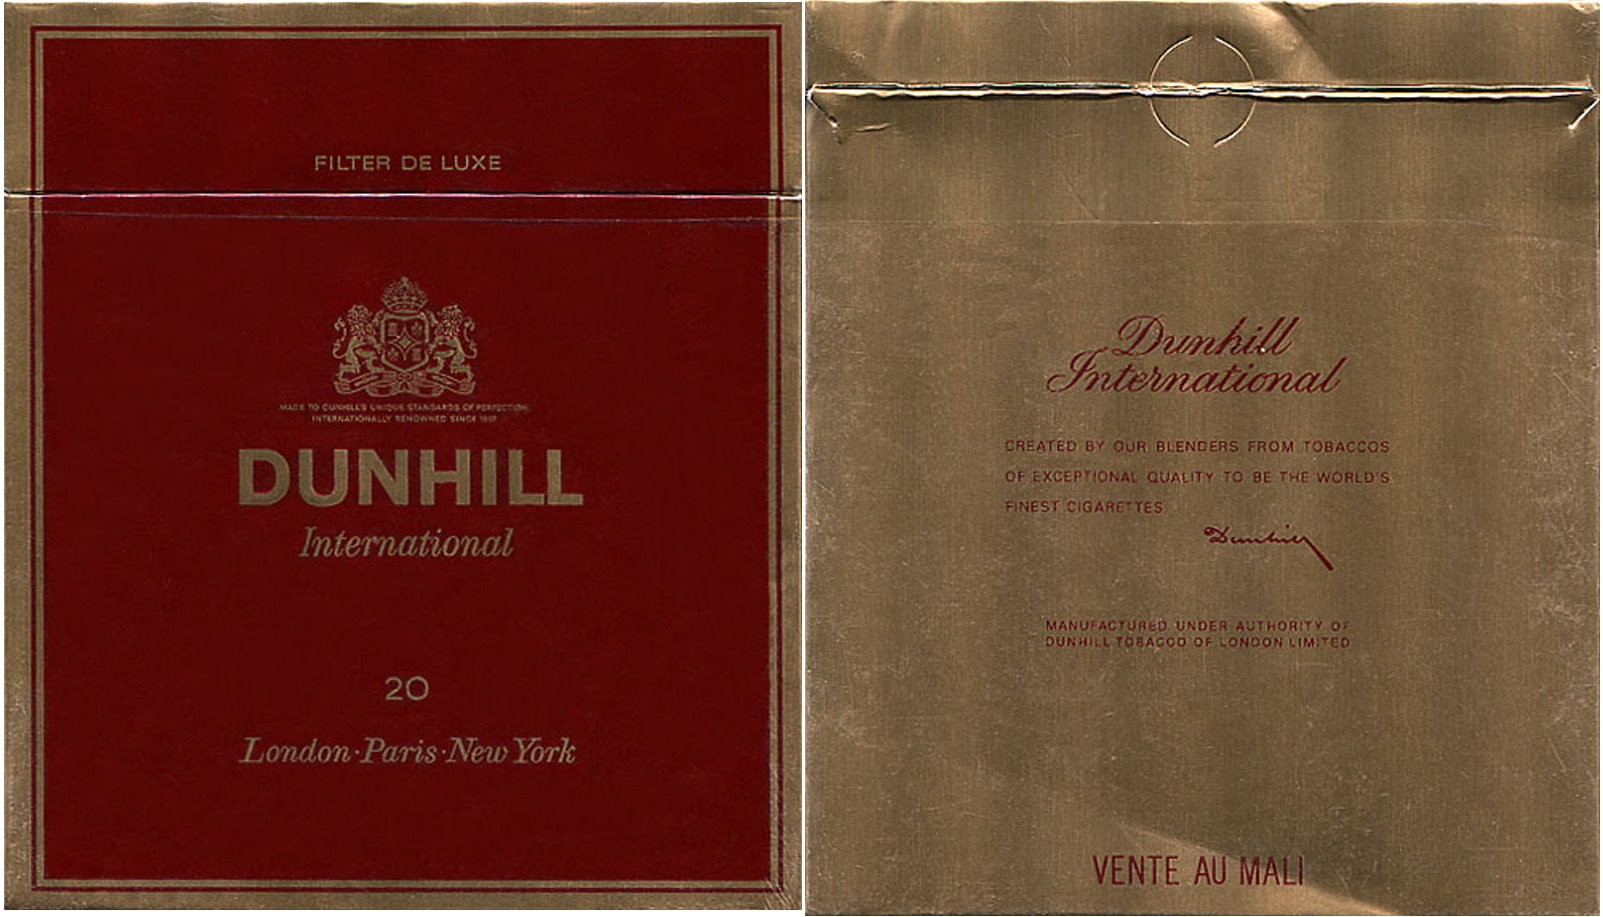 FILTER DE LUXE
MADE TO DUNHILL'S UNIQUE STANDARDS OF PERFECTION.
INTERNATIONALLY RENOWNED SINCE 1907
DUNHILL
International
20
London·Paris·New York
Dunhill
International
CREATED BY OUR BLENDERS FROM TOBACCOS
OF EXCEPTIONAL QUALITY TO BE THE WORLD'S
FINEST CIGARETTES
Dunhill
MANUFACTURED UNDER AUTHORITY OF
DUNHILL TOBACCO OF LONDON LIMITED
VENTE AU MALI